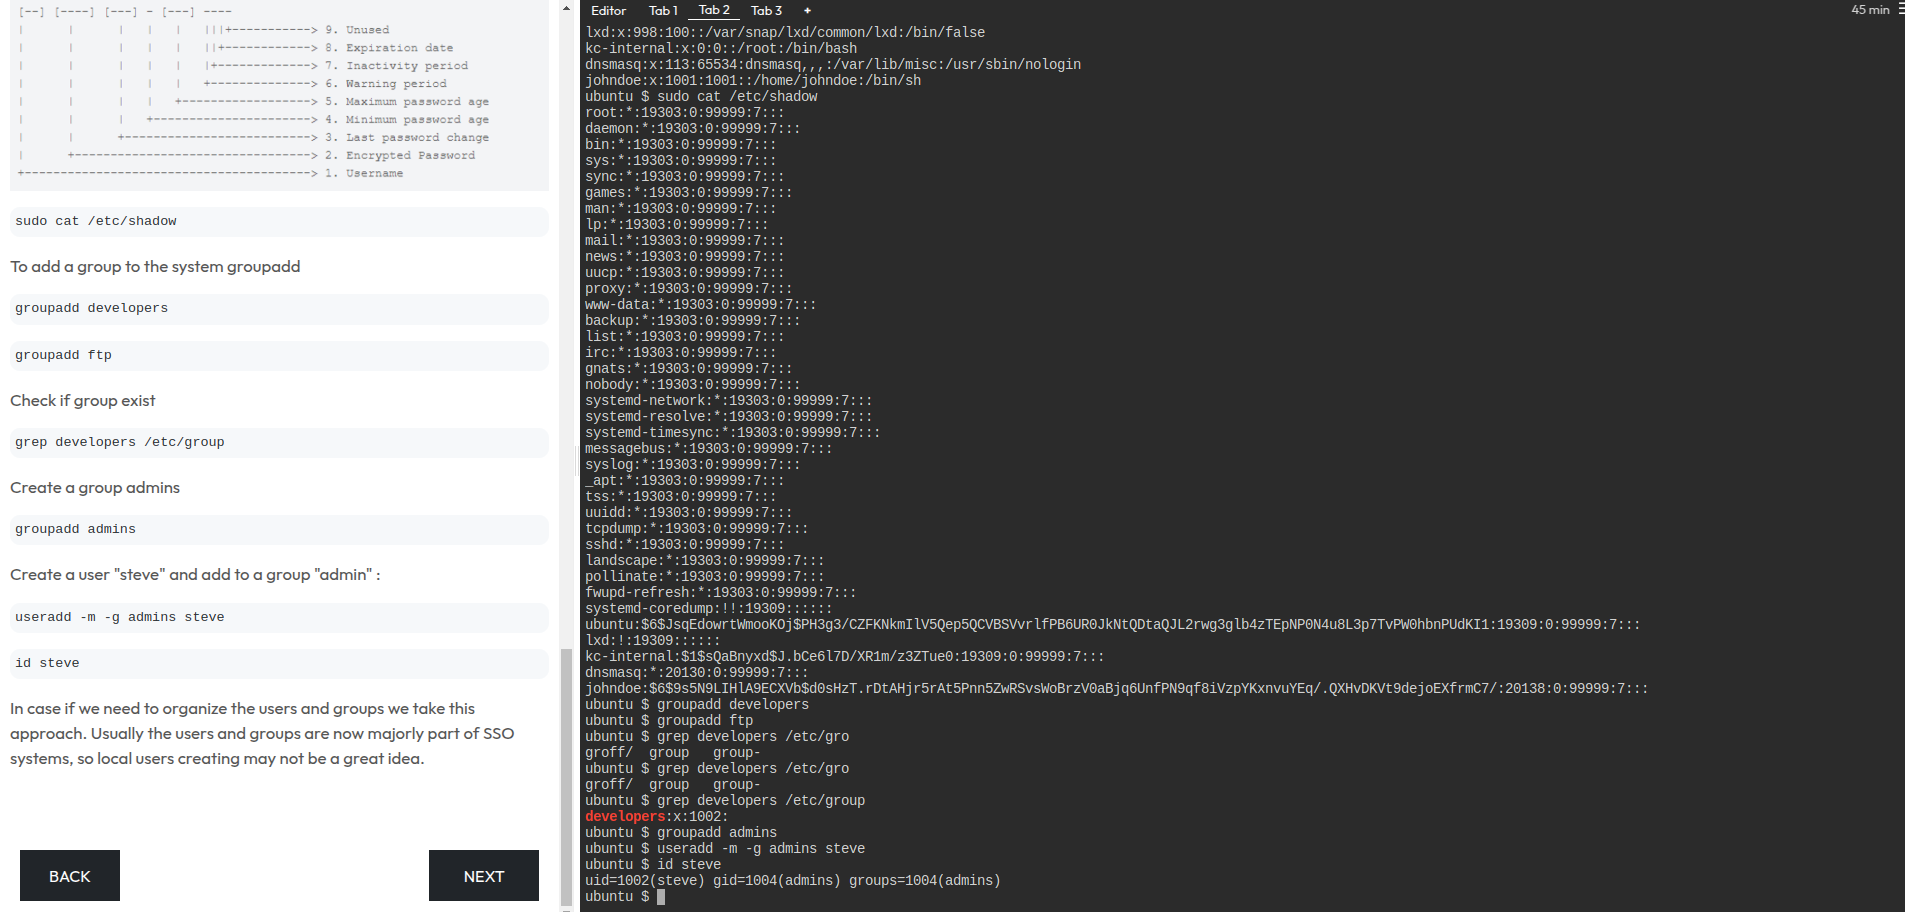 [--] [----] [---] - [---] ----
|      |      |   |   |   |||+-----------> 9. Unused
|      |      |   |   |   ||+------------> 8. Expiration date
|      |      |   |   |   |+-------------> 7. Inactivity period
|      |      |   |   |   +--------------> 6. Warning period
|      |      |   |   +------------------> 5. Maximum password age
|      |      |   +----------------------> 4. Minimum password age
|      |      +--------------------------> 3. Last password change
|      +---------------------------------> 2. Encrypted Password
+----------------------------------------> 1. Username
sudo cat /etc/shadow
To add a group to the system groupadd
groupadd developers
groupadd ftp
Check if group exist
grep developers /etc/group
Create a group admins
groupadd admins
Create a user "steve" and add to a group "admin" :
useradd -m -g admins steve
id steve
In case if we need to organize the users and groups we take this
approach. Usually the users and groups are now majorly part of SSO
systems, so local users creating may not be a great idea.
BACK
NEXT
Editor Tab 1 Tab 2 Tab 3 +
45 min
lxd:x:998:100::/var/snap/lxd/common/lxd:/bin/false
kc-internal:x:0:0::/root:/bin/bash
dnsmasq:x:113:65534:dnsmasq,,,:/var/lib/misc:/usr/sbin/nologin
johndoe:x:1001:1001::/home/johndoe:/bin/sh
ubuntu $ sudo cat /etc/shadow
root:*:19303:0:99999:7:::
daemon:*:19303:0:99999:7:::
bin:*:19303:0:99999:7:::
sys:*:19303:0:99999:7:::
sync:*:19303:0:99999:7:::
games:*:19303:0:99999:7:::
man:*:19303:0:99999:7:::
lp:*:19303:0:99999:7:::
mail:*:19303:0:99999:7:::
news:*:19303:0:99999:7:::
uucp:*:19303:0:99999:7:::
proxy:*:19303:0:99999:7:::
www-data:*:19303:0:99999:7:::
backup:*:19303:0:99999:7:::
list:*:19303:0:99999:7:::
irc:*:19303:0:99999:7:::
gnats:*:19303:0:99999:7:::
nobody:*:19303:0:99999:7:::
systemd-network:*:19303:0:99999:7:::
systemd-resolve:*:19303:0:99999:7:::
systemd-timesync:*:19303:0:99999:7:::
messagebus:*:19303:0:99999:7:::
syslog:*:19303:0:99999:7:::
_apt:*:19303:0:99999:7:::
tss:*:19303:0:99999:7:::
uuidd:*:19303:0:99999:7:::
tcpdump:*:19303:0:99999:7:::
sshd:*:19303:0:99999:7:::
landscape:*:19303:0:99999:7:::
pollinate:*:19303:0:99999:7:::
fwupd-refresh:*:19303:0:99999:7:::
systemd-coredump:!!:19309::::::
ubuntu:$6$JsqEdowrtWmooKOj$PH3g3/CZFKNkmIlV5Qep5QCVBSVvrlfPB6UR0JkNtQDtaQJL2rwg3glb4zTEpNP0N4u8L3p7TvPW0hbnPUdKI1:19309:0:99999:7:::
lxd:!:19309::::::
kc-internal:$1$sQaBnyxd$J.bCe6l7D/XR1m/z3ZTue0:19309:0:99999:7:::
dnsmasq:*:20130:0:99999:7:::
johndoe:$6$9s5N9LIHlA9ECXVb$d0sHzT.rDtAHjr5rAt5Pnn5ZwRSvsWoBrzV0aBjq6UnfPN9qf8iVzpYKxnvuYEq/.QXHvDKVt9dejoEXfrmC7/:20138:0:99999:7:::
ubuntu $ groupadd developers
ubuntu $ groupadd ftp
ubuntu $ grep developers /etc/gro
groff/  group   group-
ubuntu $ grep developers /etc/gro
groff/  group   group-
ubuntu $ grep developers /etc/group
developers:x:1002:
ubuntu $ groupadd admins
ubuntu $ useradd -m -g admins steve
ubuntu $ id steve
uid=1002(steve) gid=1004(admins) groups=1004(admins)
ubuntu $